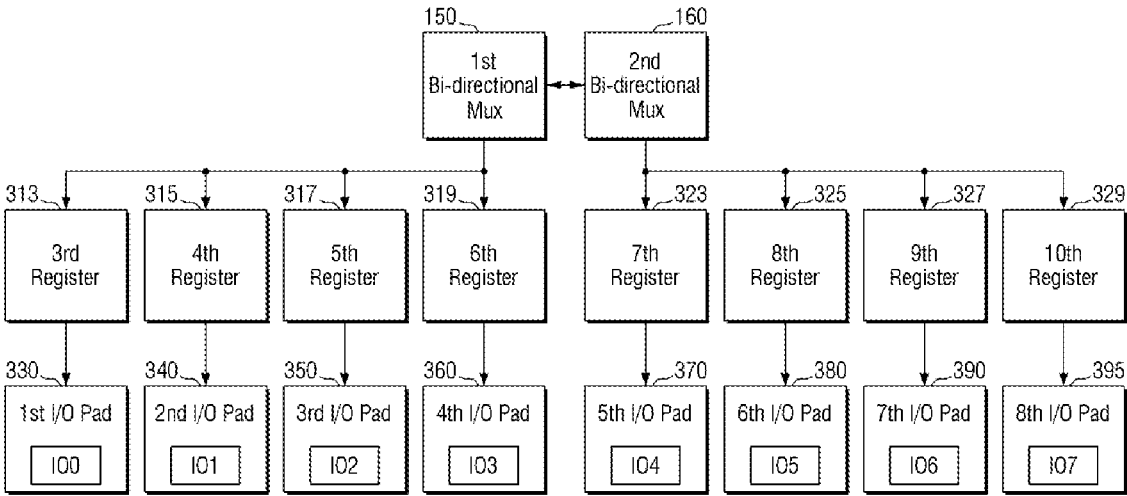 150 160
1st 2nd
Bi-directional Bi-directional
Mux Mux
313 315 317 319 323 325 327 329
3rd 4th 5th 6th 7th 8th 9th 10th
Register Register Register Register Register Register Register Register
330 340 350 360 370 380 390 395
1st I/O Pad 2nd I/O Pad 3rd I/O Pad 4th I/O Pad 5th I/O Pad 6th I/O Pad 7th I/O Pad 8th I/O Pad
IO0 IO1 IO2 IO3 IO4 IO5 IO6 IO7